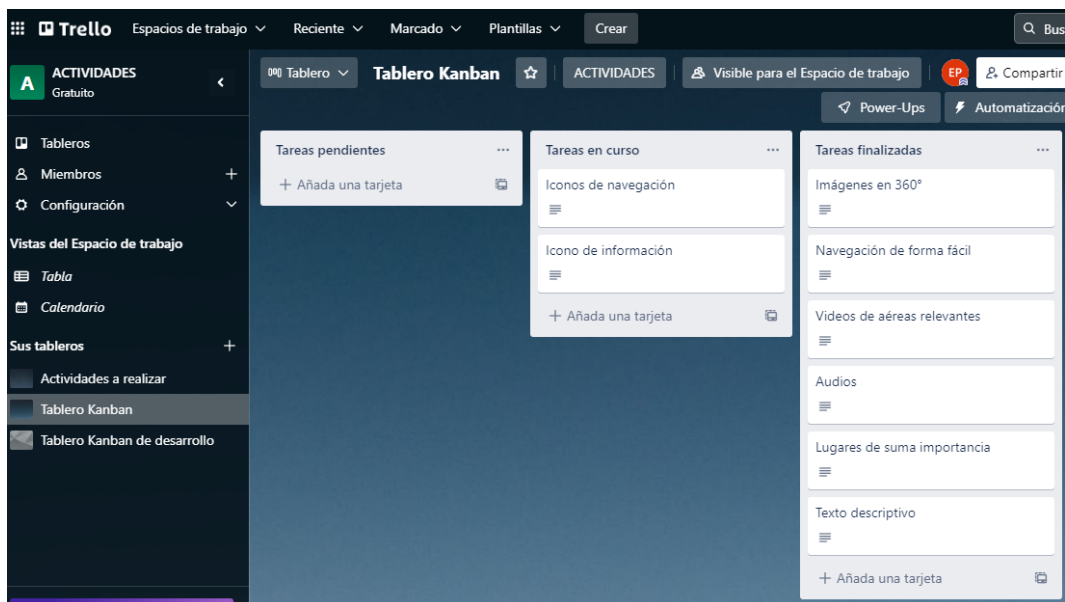 Trello Espacios de trabajo Reciente Marcado Plantillas Crear Bus
A ACTIVIDADES
Gratuito
Tablero Tablero Kanban ACTIVIDADES Visible para el Espacio de trabajo EP Compartir
Power-Ups Automatización
Tableros
Miembros
Configuración
Vistas del Espacio de trabajo
Tabla
Calendario
Sus tableros
Actividades a realizar
Tablero Kanban
Tablero Kanban de desarrollo
Tareas pendientes
Añada una tarjeta
Tareas en curso
Iconos de navegación
Icono de información
Añada una tarjeta
Tareas finalizadas
Imágenes en 360°
Navegación de forma fácil
Videos de aéreas relevantes
Audios
Lugares de suma importancia
Texto descriptivo
Añada una tarjeta